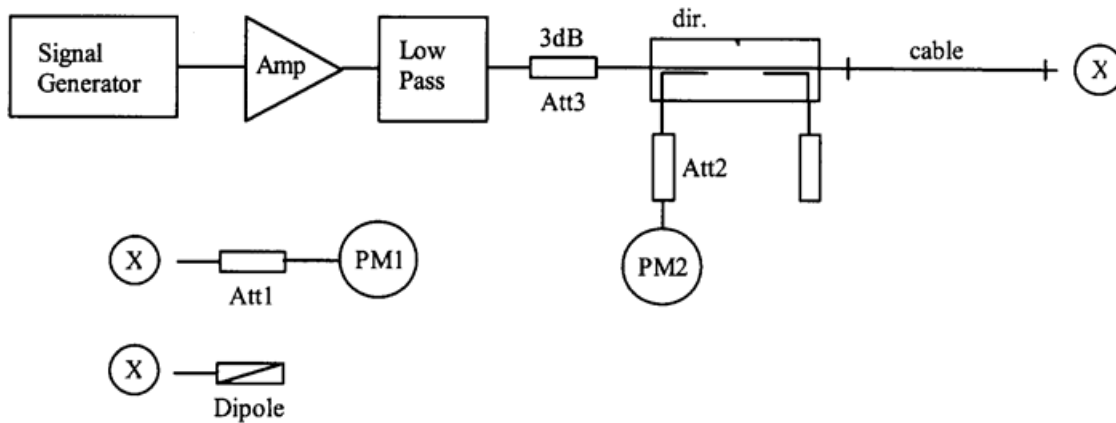 Signal
Generator
Amp
Low
Pass
3dB
Att3
dir.
cable
X
Att2
PM2
X
Att1
PM1
X
Dipole